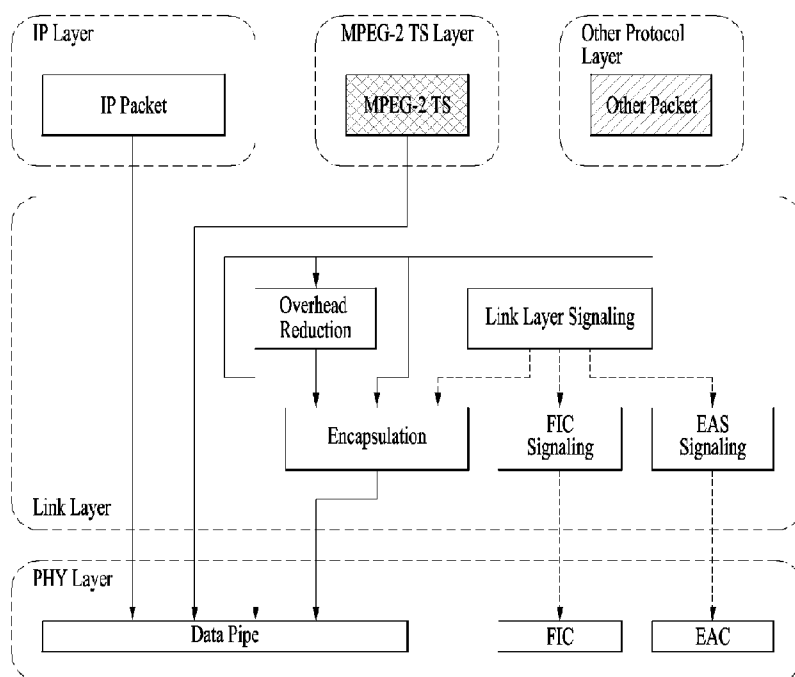 IP Layer
MPEG-2 TS Layer
Other Protocol
Layer
IP Packet
MPEG-2 TS
Other Packet
Overhead
Reduction
Link Layer Signaling
Encapsulation
FIC
Signaling
EAS
Signaling
Link Layer
PHY Layer
Data Pipe
FIC
EAC